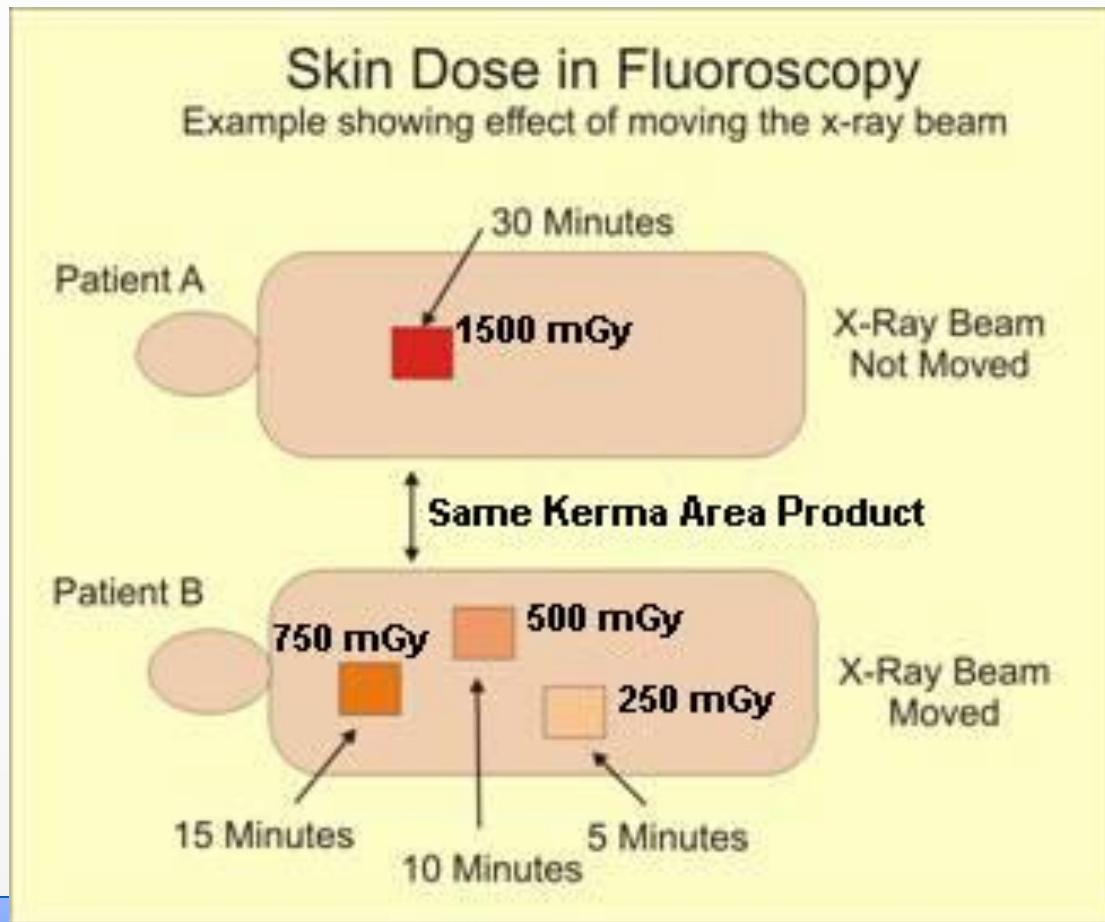 Skin Dose in Fluoroscopy
Example showing effect of moving the x-ray beam
30 Minutes
Patient A
1500 mGy
X-Ray Beam
Not Moved
Same Kerma Area Product
Patient B
750 mGy
500 mGy
250 mGy
X-Ray Beam
Moved
15 Minutes
10 Minutes
5 Minutes